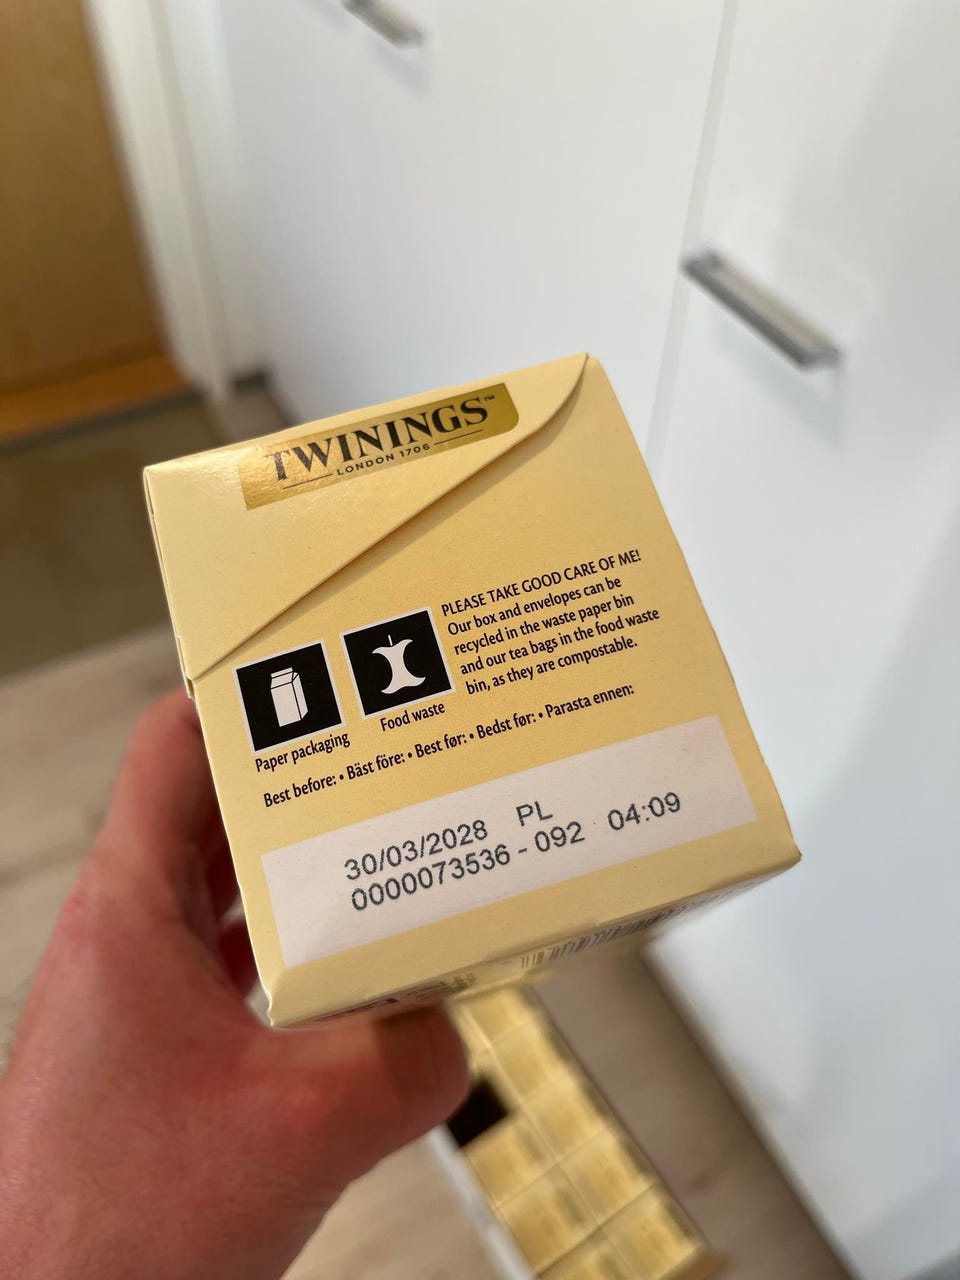 TWININGS™
LONDON 1706
PLEASE TAKE GOOD CARE OF ME!
Our box and envelopes can be
recycled in the waste paper bin
and our tea bags in the food waste
bin, as they are compostable.
Paper packaging
Food waste
Best before: • Bäst före: • Best før: • Bedst før: • Parasta ennen:
30/03/2028 PL
0000073536 - 092 04:09